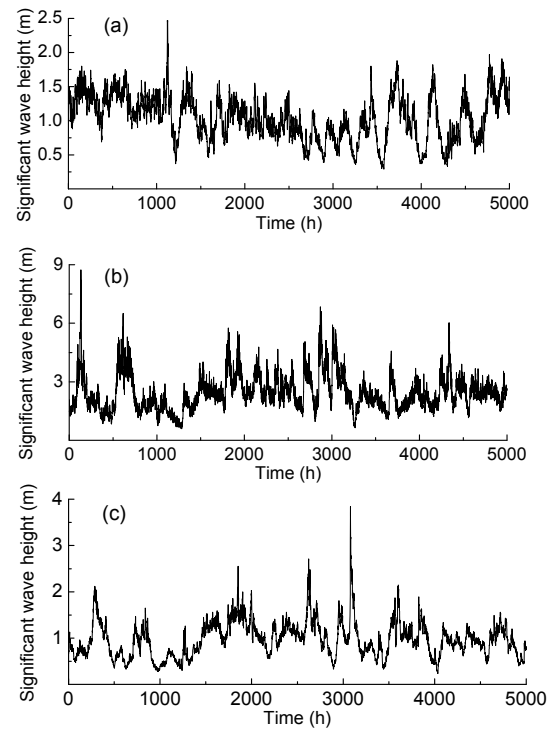 (a)
Significant wave height (m)
2.5
2.0
1.5
1.0
0.5
0 1000 2000 3000 4000 5000
Time (h)
(b)
Significant wave height (m)
9
6
3
0 1000 2000 3000 4000 5000
Time (h)
(c)
Significant wave height (m)
4
3
2
1
0 1000 2000 3000 4000 5000
Time (h)